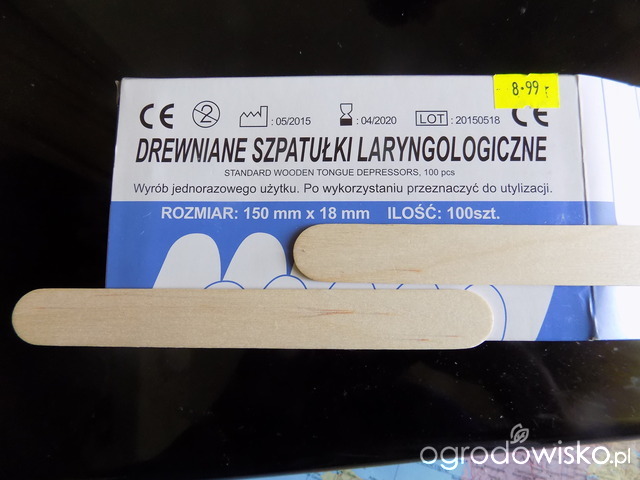 8.99
CE 2 : 05/2015 : 04/2020 LOT : 20150518 CE
DREWNIANE SZPATUŁKI LARYNGOLOGICZNE
STANDARD WOODEN TONGUE DEPRESSORS, 100 pcs
Wyrób jednorazowego użytku. Po wykorzystaniu przeznaczyć do utylizacji.
ROZMIAR: 150 mm x 18 mm ILOŚĆ: 100szt.
ogrodowisko.pl